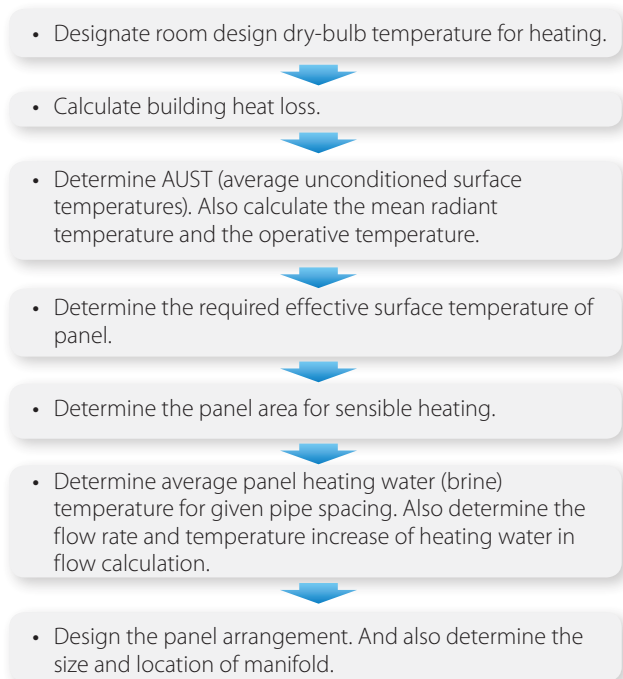 • Designate room design dry-bulb temperature for heating.
• Calculate building heat loss.
• Determine AUST (average unconditioned surface
temperatures). Also calculate the mean radiant
temperature and the operative temperature.
• Determine the required effective surface temperature of
panel.
• Determine the panel area for sensible heating.
• Determine average panel heating water (brine)
temperature for given pipe spacing. Also determine the
flow rate and temperature increase of heating water in
flow calculation.
• Design the panel arrangement. And also determine the
size and location of manifold.